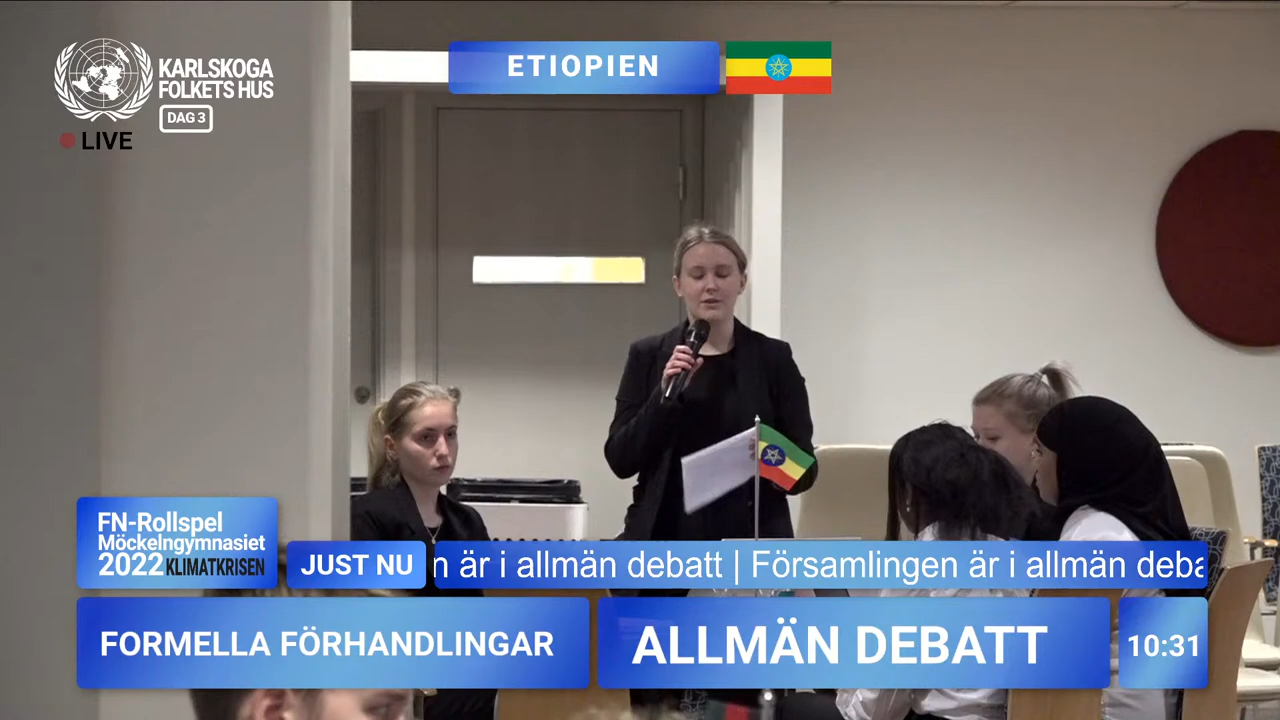 KARLSKOGA
FOLKETS HUS
DAG 3
LIVE
ETIOPIEN
FN-Rollspel
Möckelngymnasiet
2022 KLIMATKRISEN
JUST NU
n är i allmän debatt | Församlingen är i allmän deba
FORMELLA FÖRHANDLINGAR
ALLMÄN DEBATT
10:31